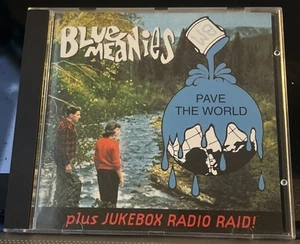 BLUE
MEANIES
PAVE
THE WORLD
plus JUKEBOX RADIO RAID!